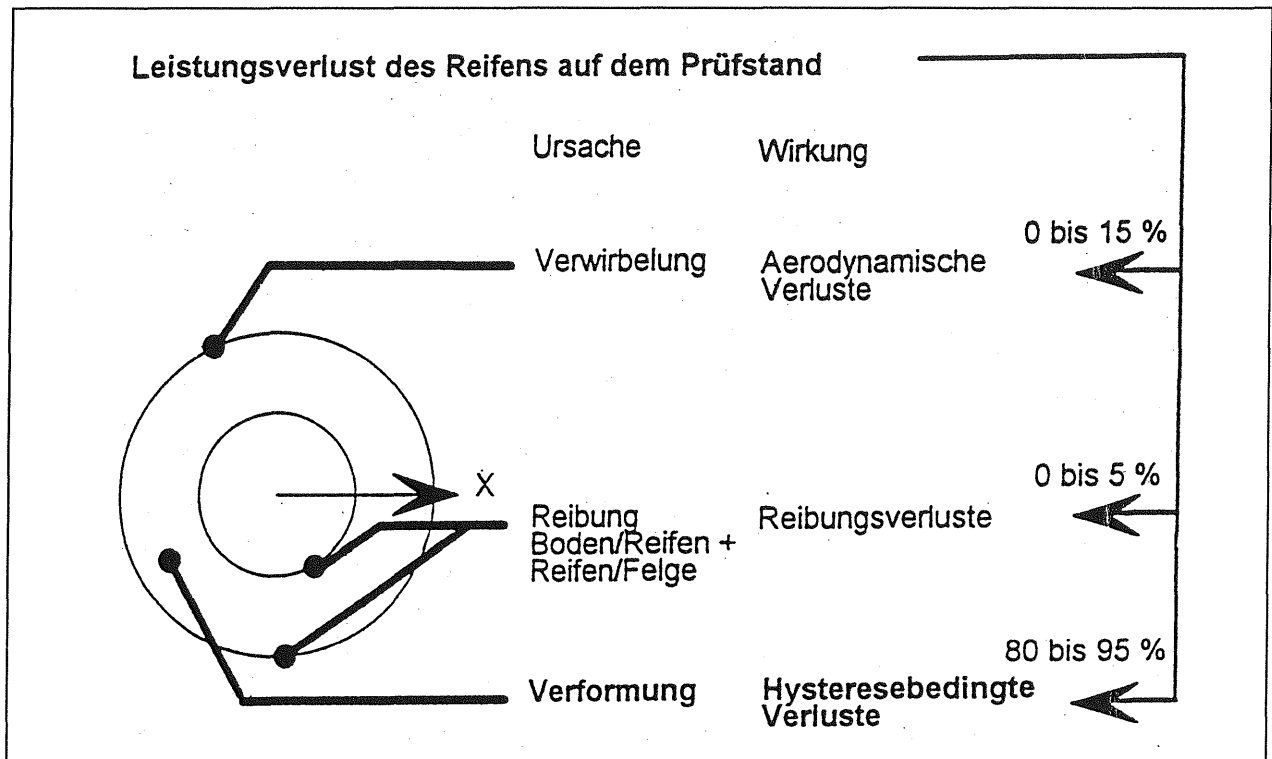 Leistungsverlust des Reifens auf dem Prüfstand
Ursache Wirkung
0 bis 15 %
Verwirbelung Aerodynamische
Verluste
X
0 bis 5 %
Reibung Reibungsverluste
Boden/Reifen +
Reifen/Felge
80 bis 95 %
Verformung Hysteresebedingte
Verluste